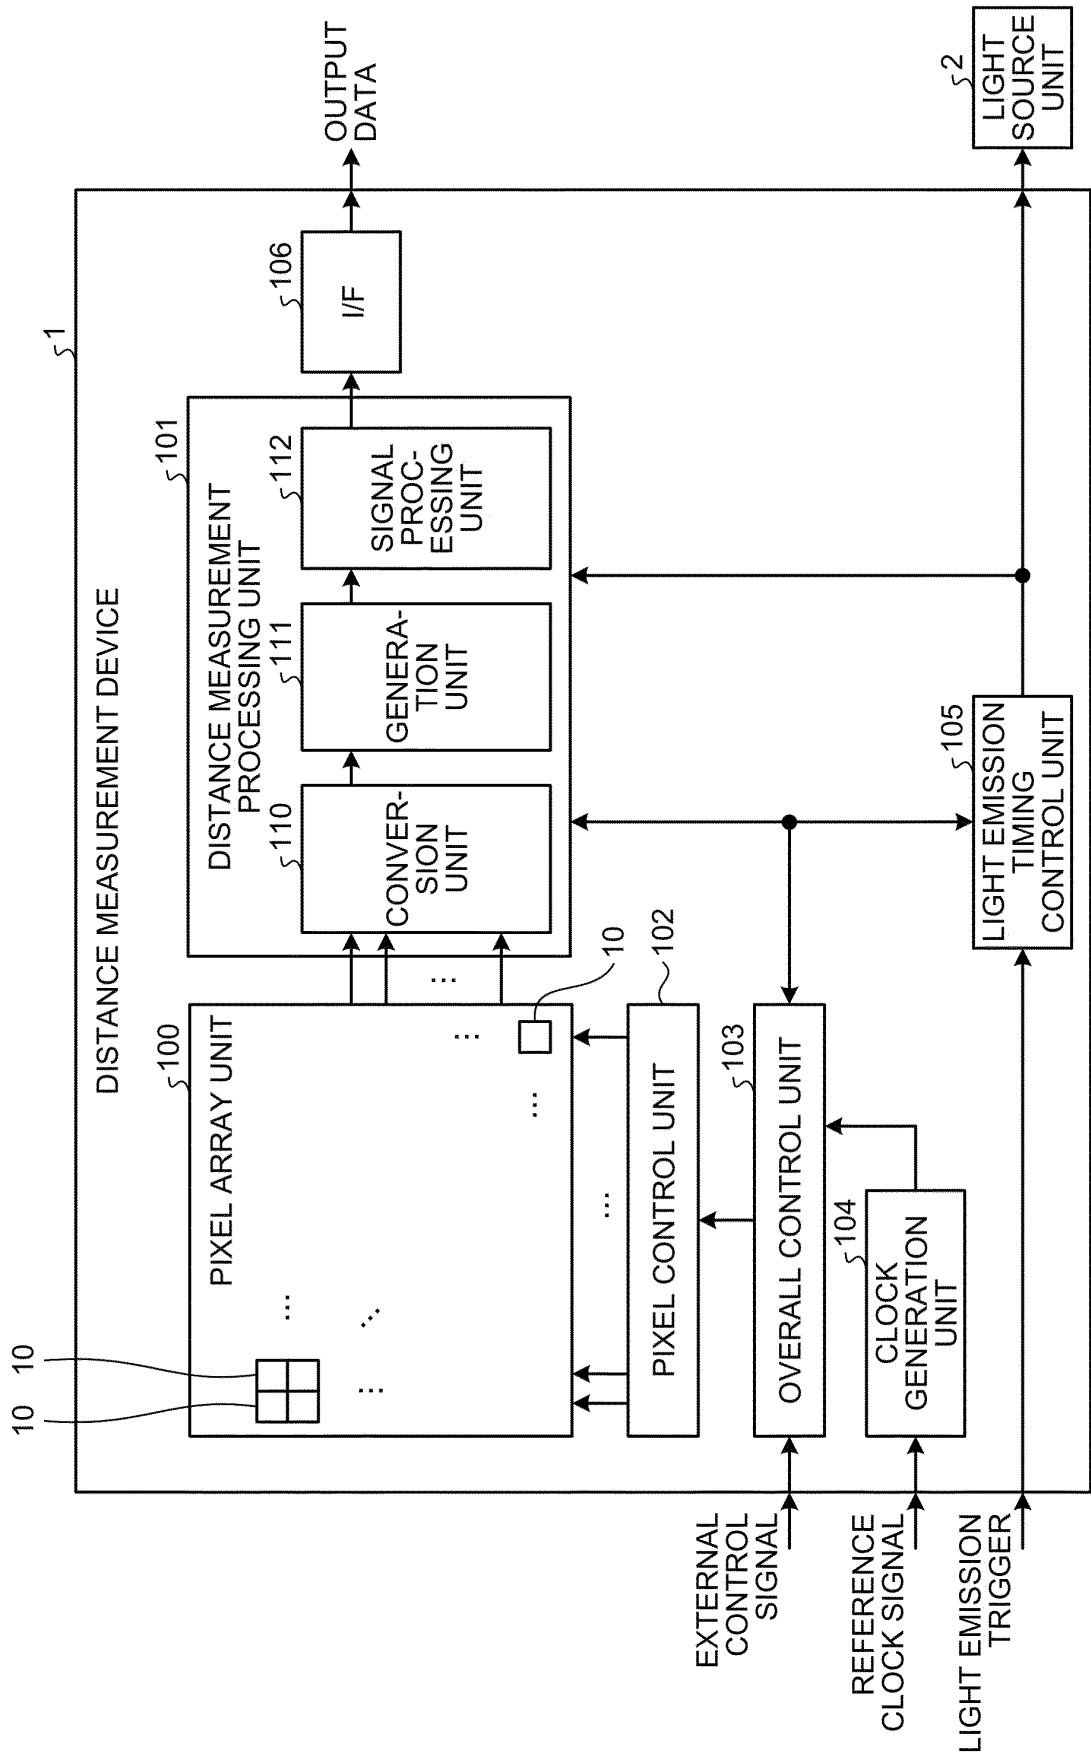 DISTANCE MEASUREMENT DEVICE
1
100
PIXEL ARRAY UNIT
10
10
...
...
...
...
...
10
...
101
DISTANCE MEASUREMENT
PROCESSING UNIT
110
CONVER-
SION
UNIT
111
GENERA-
TION
UNIT
112
SIGNAL
PROC-
ESSING
UNIT
106
I/F
OUTPUT
DATA
...
102
PIXEL CONTROL UNIT
EXTERNAL
CONTROL
SIGNAL
103
OVERALL CONTROL UNIT
REFERENCE
CLOCK SIGNAL
104
CLOCK
GENERATION
UNIT
LIGHT EMISSION
TRIGGER
105
LIGHT EMISSION
TIMING
CONTROL UNIT
2
LIGHT
SOURCE
UNIT